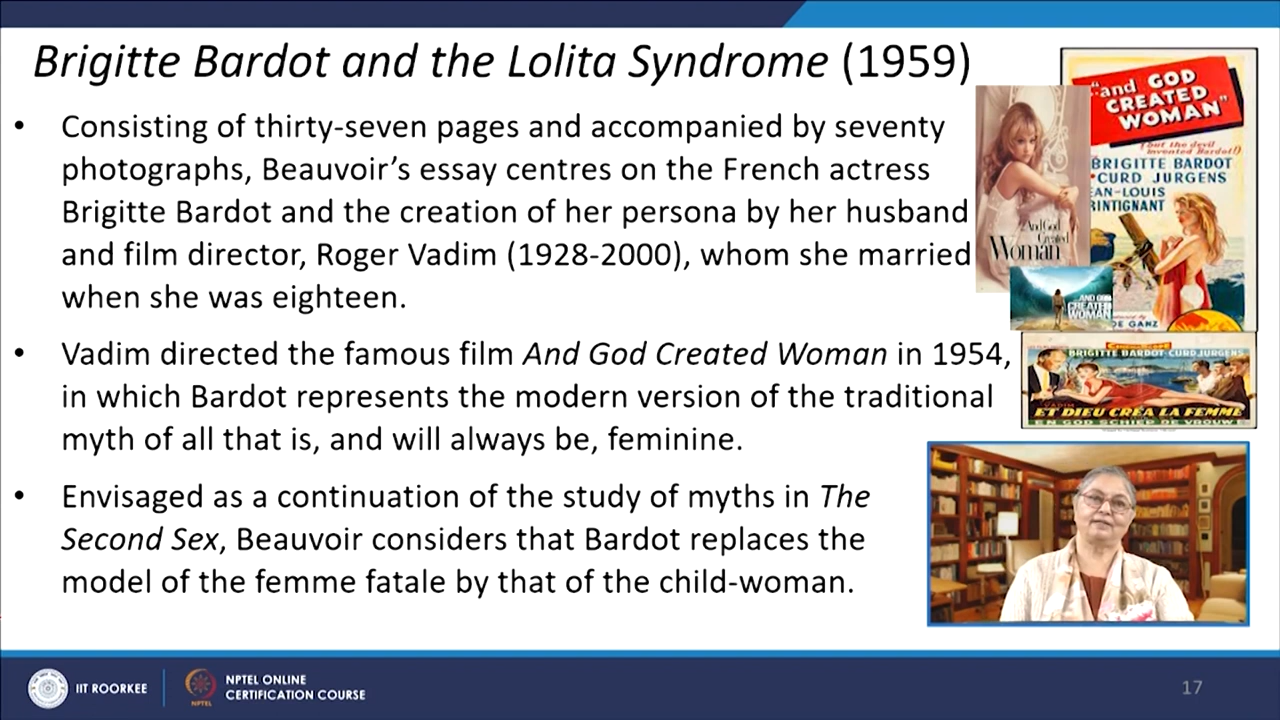 Brigitte Bardot and the Lolita Syndrome (1959)
• Consisting of thirty-seven pages and accompanied by seventy
photographs, Beauvoir’s essay centres on the French actress
Brigitte Bardot and the creation of her persona by her husband
and film director, Roger Vadim (1928-2000), whom she married
when she was eighteen.
• Vadim directed the famous film And God Created Woman in 1954,
in which Bardot represents the modern version of the traditional
myth of all that is, and will always be, feminine.
• Envisaged as a continuation of the study of myths in The
Second Sex, Beauvoir considers that Bardot replaces the
model of the femme fatale by that of the child-woman.
"and GOD
CREATED
WOMAN"
(but the devil
invented Bardot!)
BRIGITTE BARDOT
CURD JURGENS
EAN-LOUIS
RINTIGNANT
And God
Created
Woman
AND GOD
CREATED
WOMAN
DE GANZ
BRIGITTE BARDOT·CURD JURGENS
VADIM
ET DIEU CRÉA LA FEMME
EN GOD SCHIEP DE VROUW
IIT ROORKEE
NPTEL
NPTEL ONLINE
CERTIFICATION COURSE
17